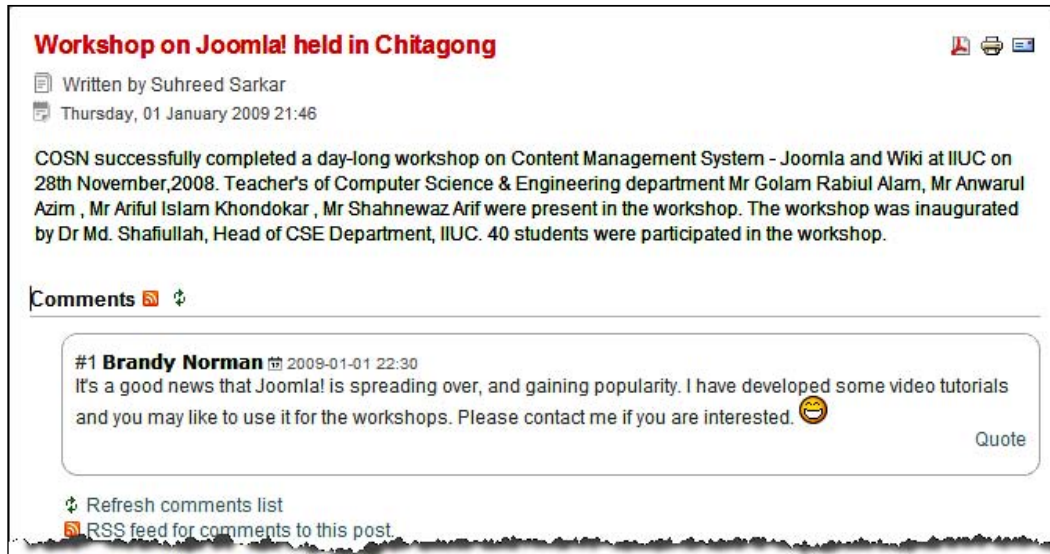 Workshop on Joomla! held in Chitagong
Written by Suhreed Sarkar
Thursday, 01 January 2009 21:46
COSN successfully completed a day-long workshop on Content Management System - Joomla and Wiki at IIUC on
28th November,2008. Teacher's of Computer Science & Engineering department Mr Golam Rabiul Alam, Mr Anwarul
Azim , Mr Ariful Islam Khondokar , Mr Shahnewaz Arif were present in the workshop. The workshop was inaugurated
by Dr Md. Shafiullah, Head of CSE Department, IIUC. 40 students were participated in the workshop.
Comments
#1 Brandy Norman 2009-01-01 22:30
It's a good news that Joomla! is spreading over, and gaining popularity. I have developed some video tutorials
and you may like to use it for the workshops. Please contact me if you are interested.
Quote
Refresh comments list
RSS feed for comments to this post.